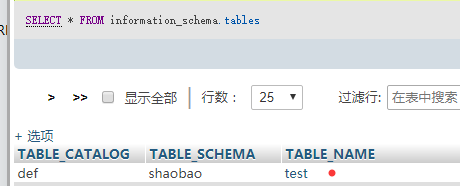 SELECT * FROM information_schema.tables
> >> 显示全部 行数： 25 过滤行: 在表中搜索
+ 选项
TABLE_CATALOG TABLE_SCHEMA TABLE_NAME
def shaobao test